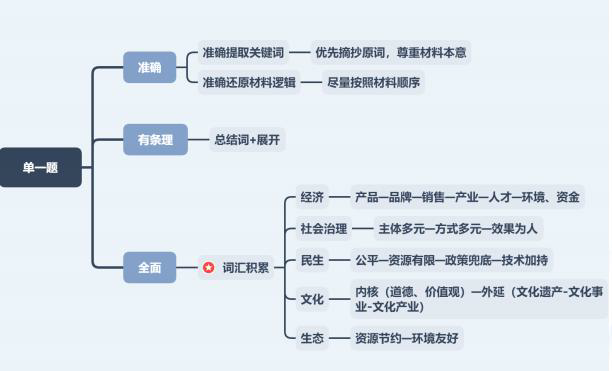 单一题
准确
准确提取关键词
优先摘抄原词，尊重材料本意
准确还原材料逻辑
尽量按照材料顺序
有条理
总结词+展开
全面
词汇积累
经济
产品—品牌—销售—产业—人才—环境、资金
社会治理
主体多元—方式多元—效果为人
民生
公平—资源有限—政策兜底—技术加持
文化
内核（道德、价值观）—外延（文化遗产-文化事
业-文化产业）
生态
资源节约—环境友好